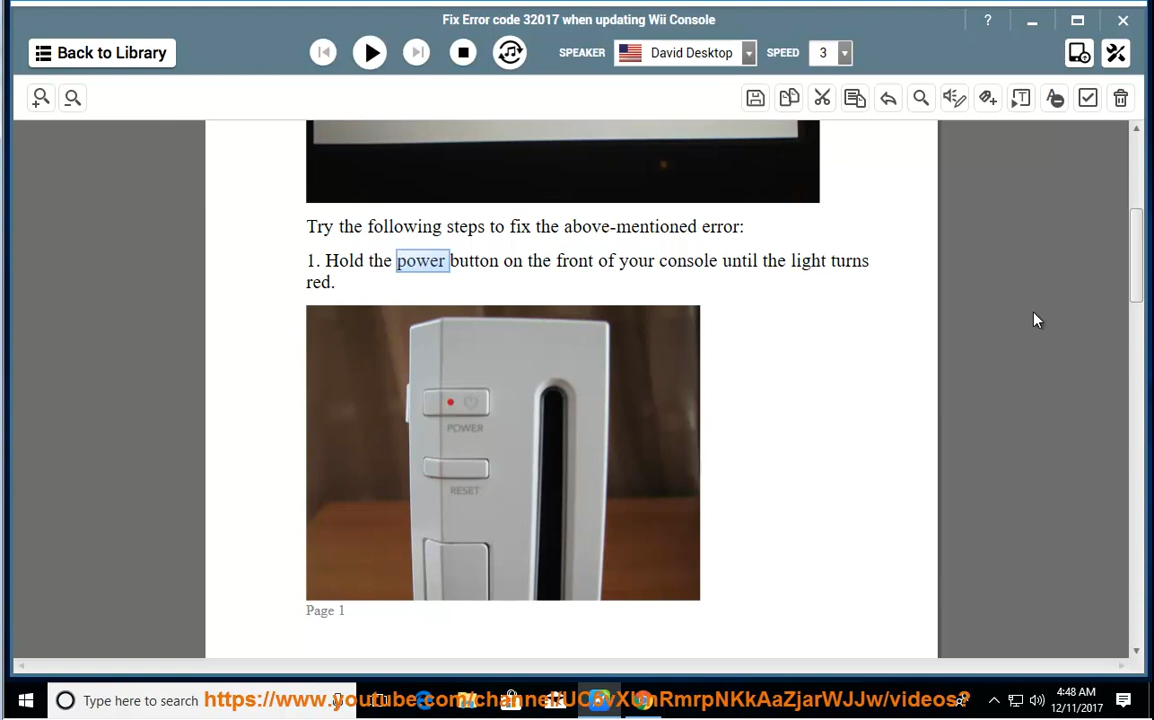 Fix Error code 32017 when updating Wii Console
?
Back to Library
SPEAKER
David Desktop
SPEED
3
Try the following steps to fix the above-mentioned error:
1. Hold the power button on the front of your console until the light turns
red.
POWER
RESET
Page 1
Type here to search
4:48 AM
12/11/2017